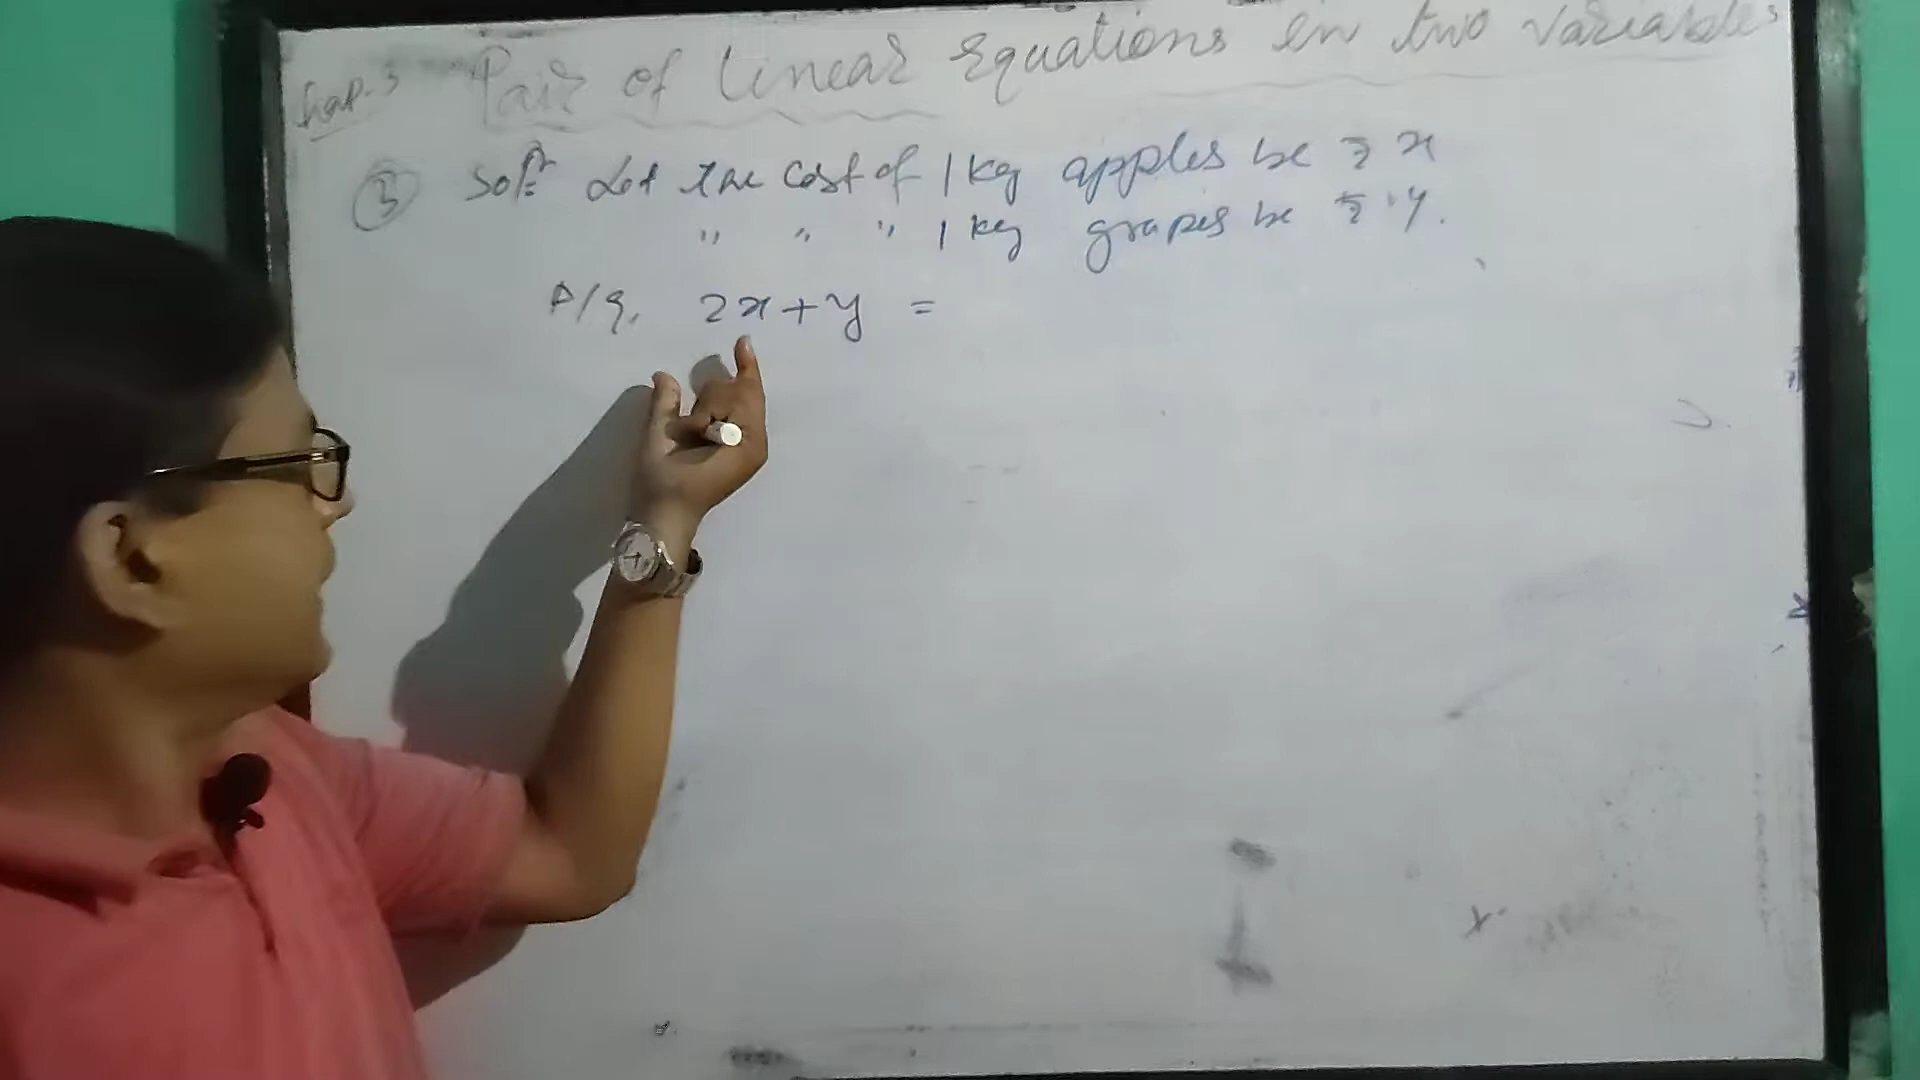 Chap. 3 Pair of Linear Equations in two variables
③ Solⁿ: Let the cost of 1 kg apples be ₹ x
" " " 1 kg grapes be ₹ y.
A/q, 2x + y =